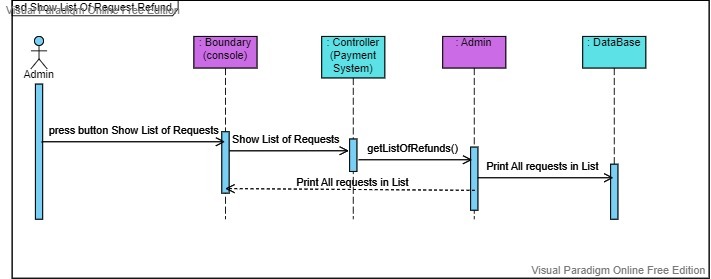 sd Show List Of Request Refund
Visual Paradigm Online Free Edition
: Boundary
(console)
: Controller
(Payment
System)
: Admin
: DataBase
Admin
press button Show List of Requests
Show List of Requests
getListOfRefunds()
Print All requests in List
Print All requests in List
Visual Paradigm Online Free Edition